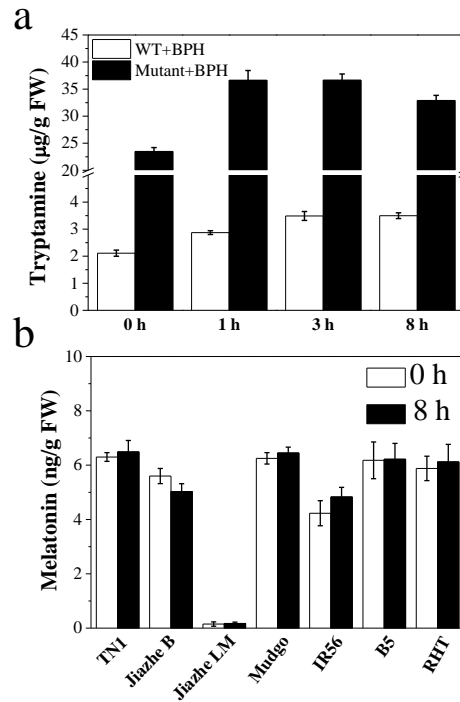 a
WT+BPH
Mutant+BPH
Tryptamine (μg/g FW)
45
40
35
30
25
20
5
4
3
2
1
0
0 h
1 h
3 h
8 h
b
0 h
8 h
Melatonin (ng/g FW)
10
8
6
4
2
0
TN1
Jiazhe B
Jiazhe LM
Mudgo
IR56
B5
RHT